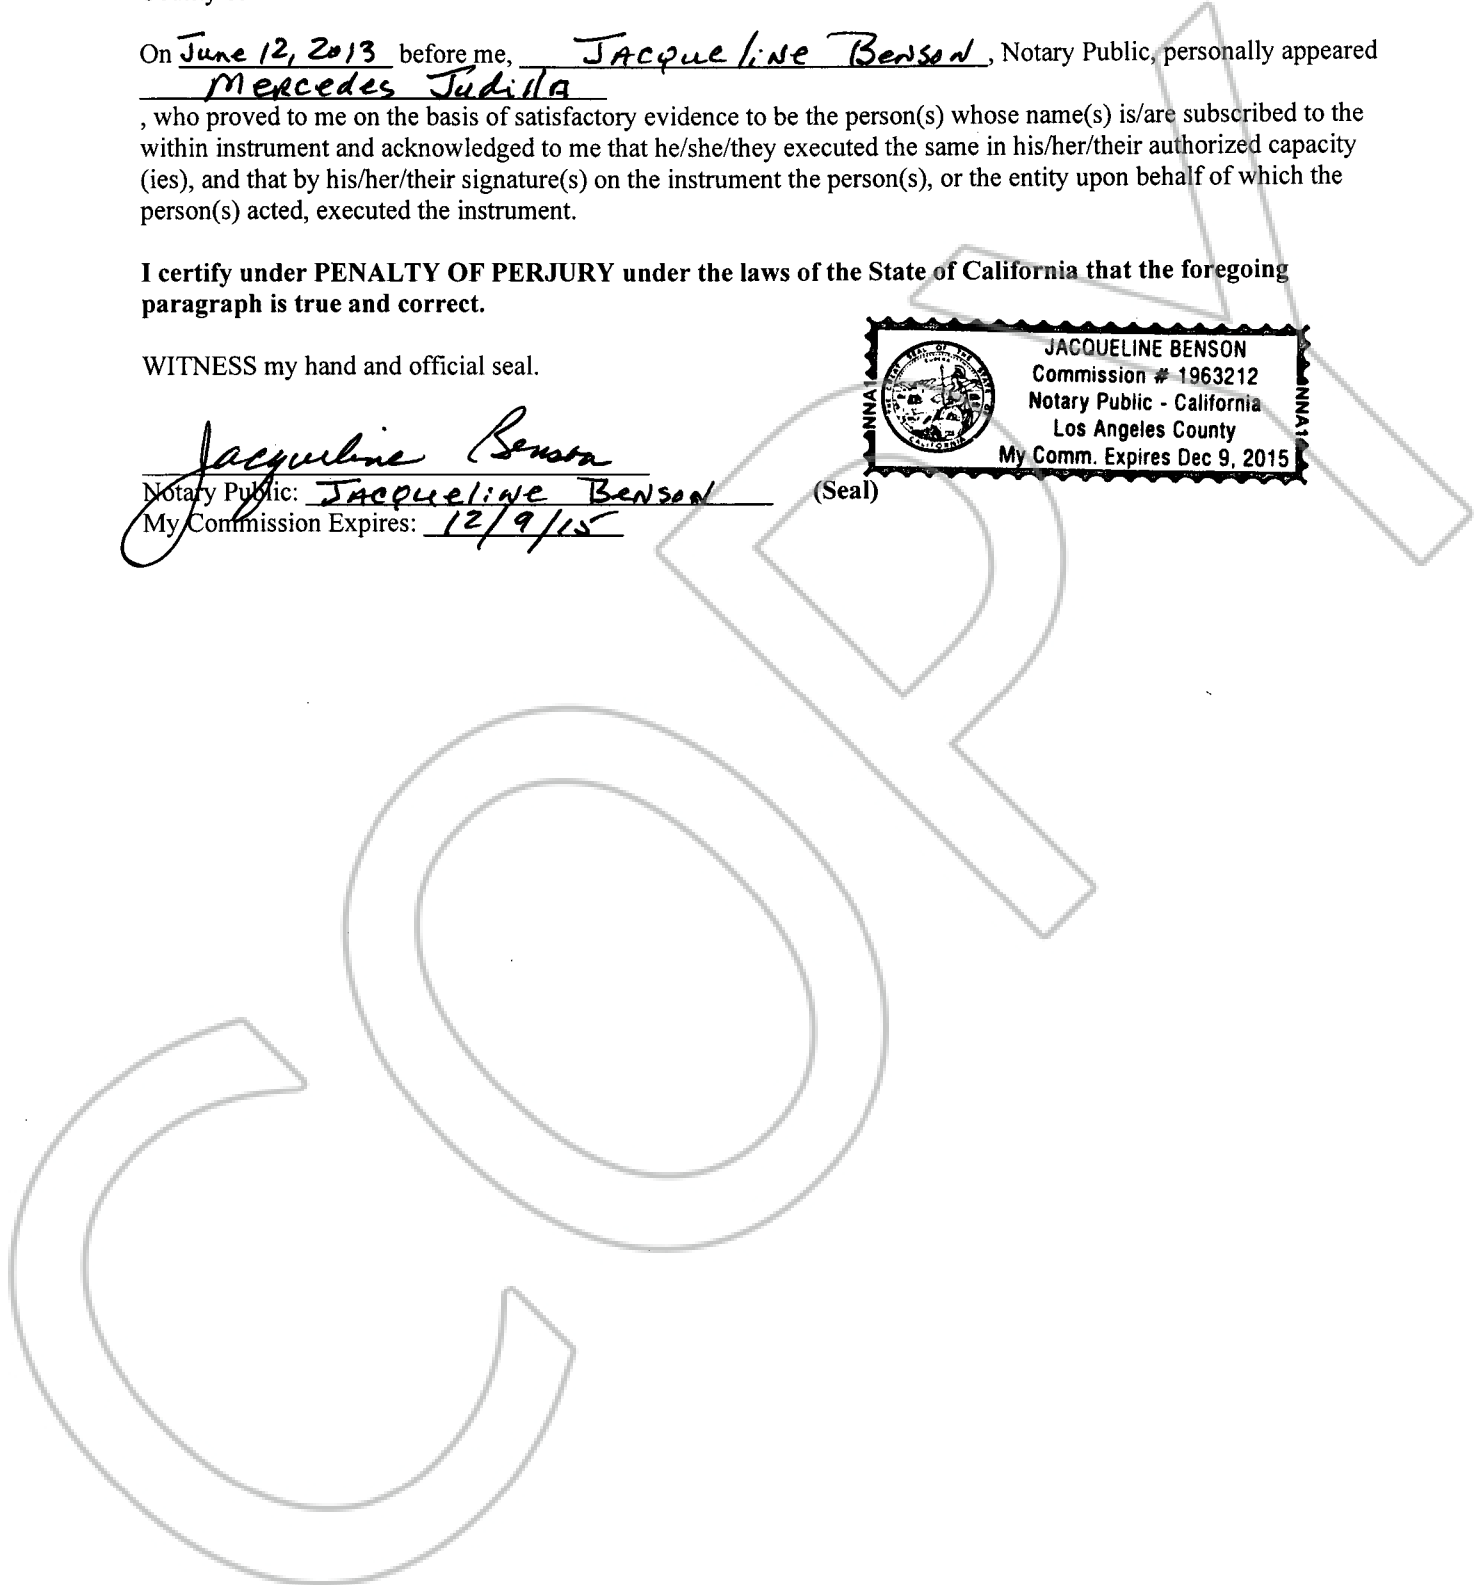 On June 12, 2013 before me, Jacqueline Benson, Notary Public, personally appeared
Mercedes Judilla
, who proved to me on the basis of satisfactory evidence to be the person(s) whose name(s) is/are subscribed to the
within instrument and acknowledged to me that he/she/they executed the same in his/her/their authorized capacity
(ies), and that by his/her/their signature(s) on the instrument the person(s), or the entity upon behalf of which the
person(s) acted, executed the instrument.
I certify under PENALTY OF PERJURY under the laws of the State of California that the foregoing
paragraph is true and correct.
WITNESS my hand and official seal.
JACQUELINE BENSON
Commission # 1963212
Notary Public - California
Los Angeles County
My Comm. Expires Dec 9, 2015
NNA1
NNA1
Jacqueline Benson
Notary Public: Jacqueline Benson (Seal)
My Commission Expires: 12/9/15
COPY